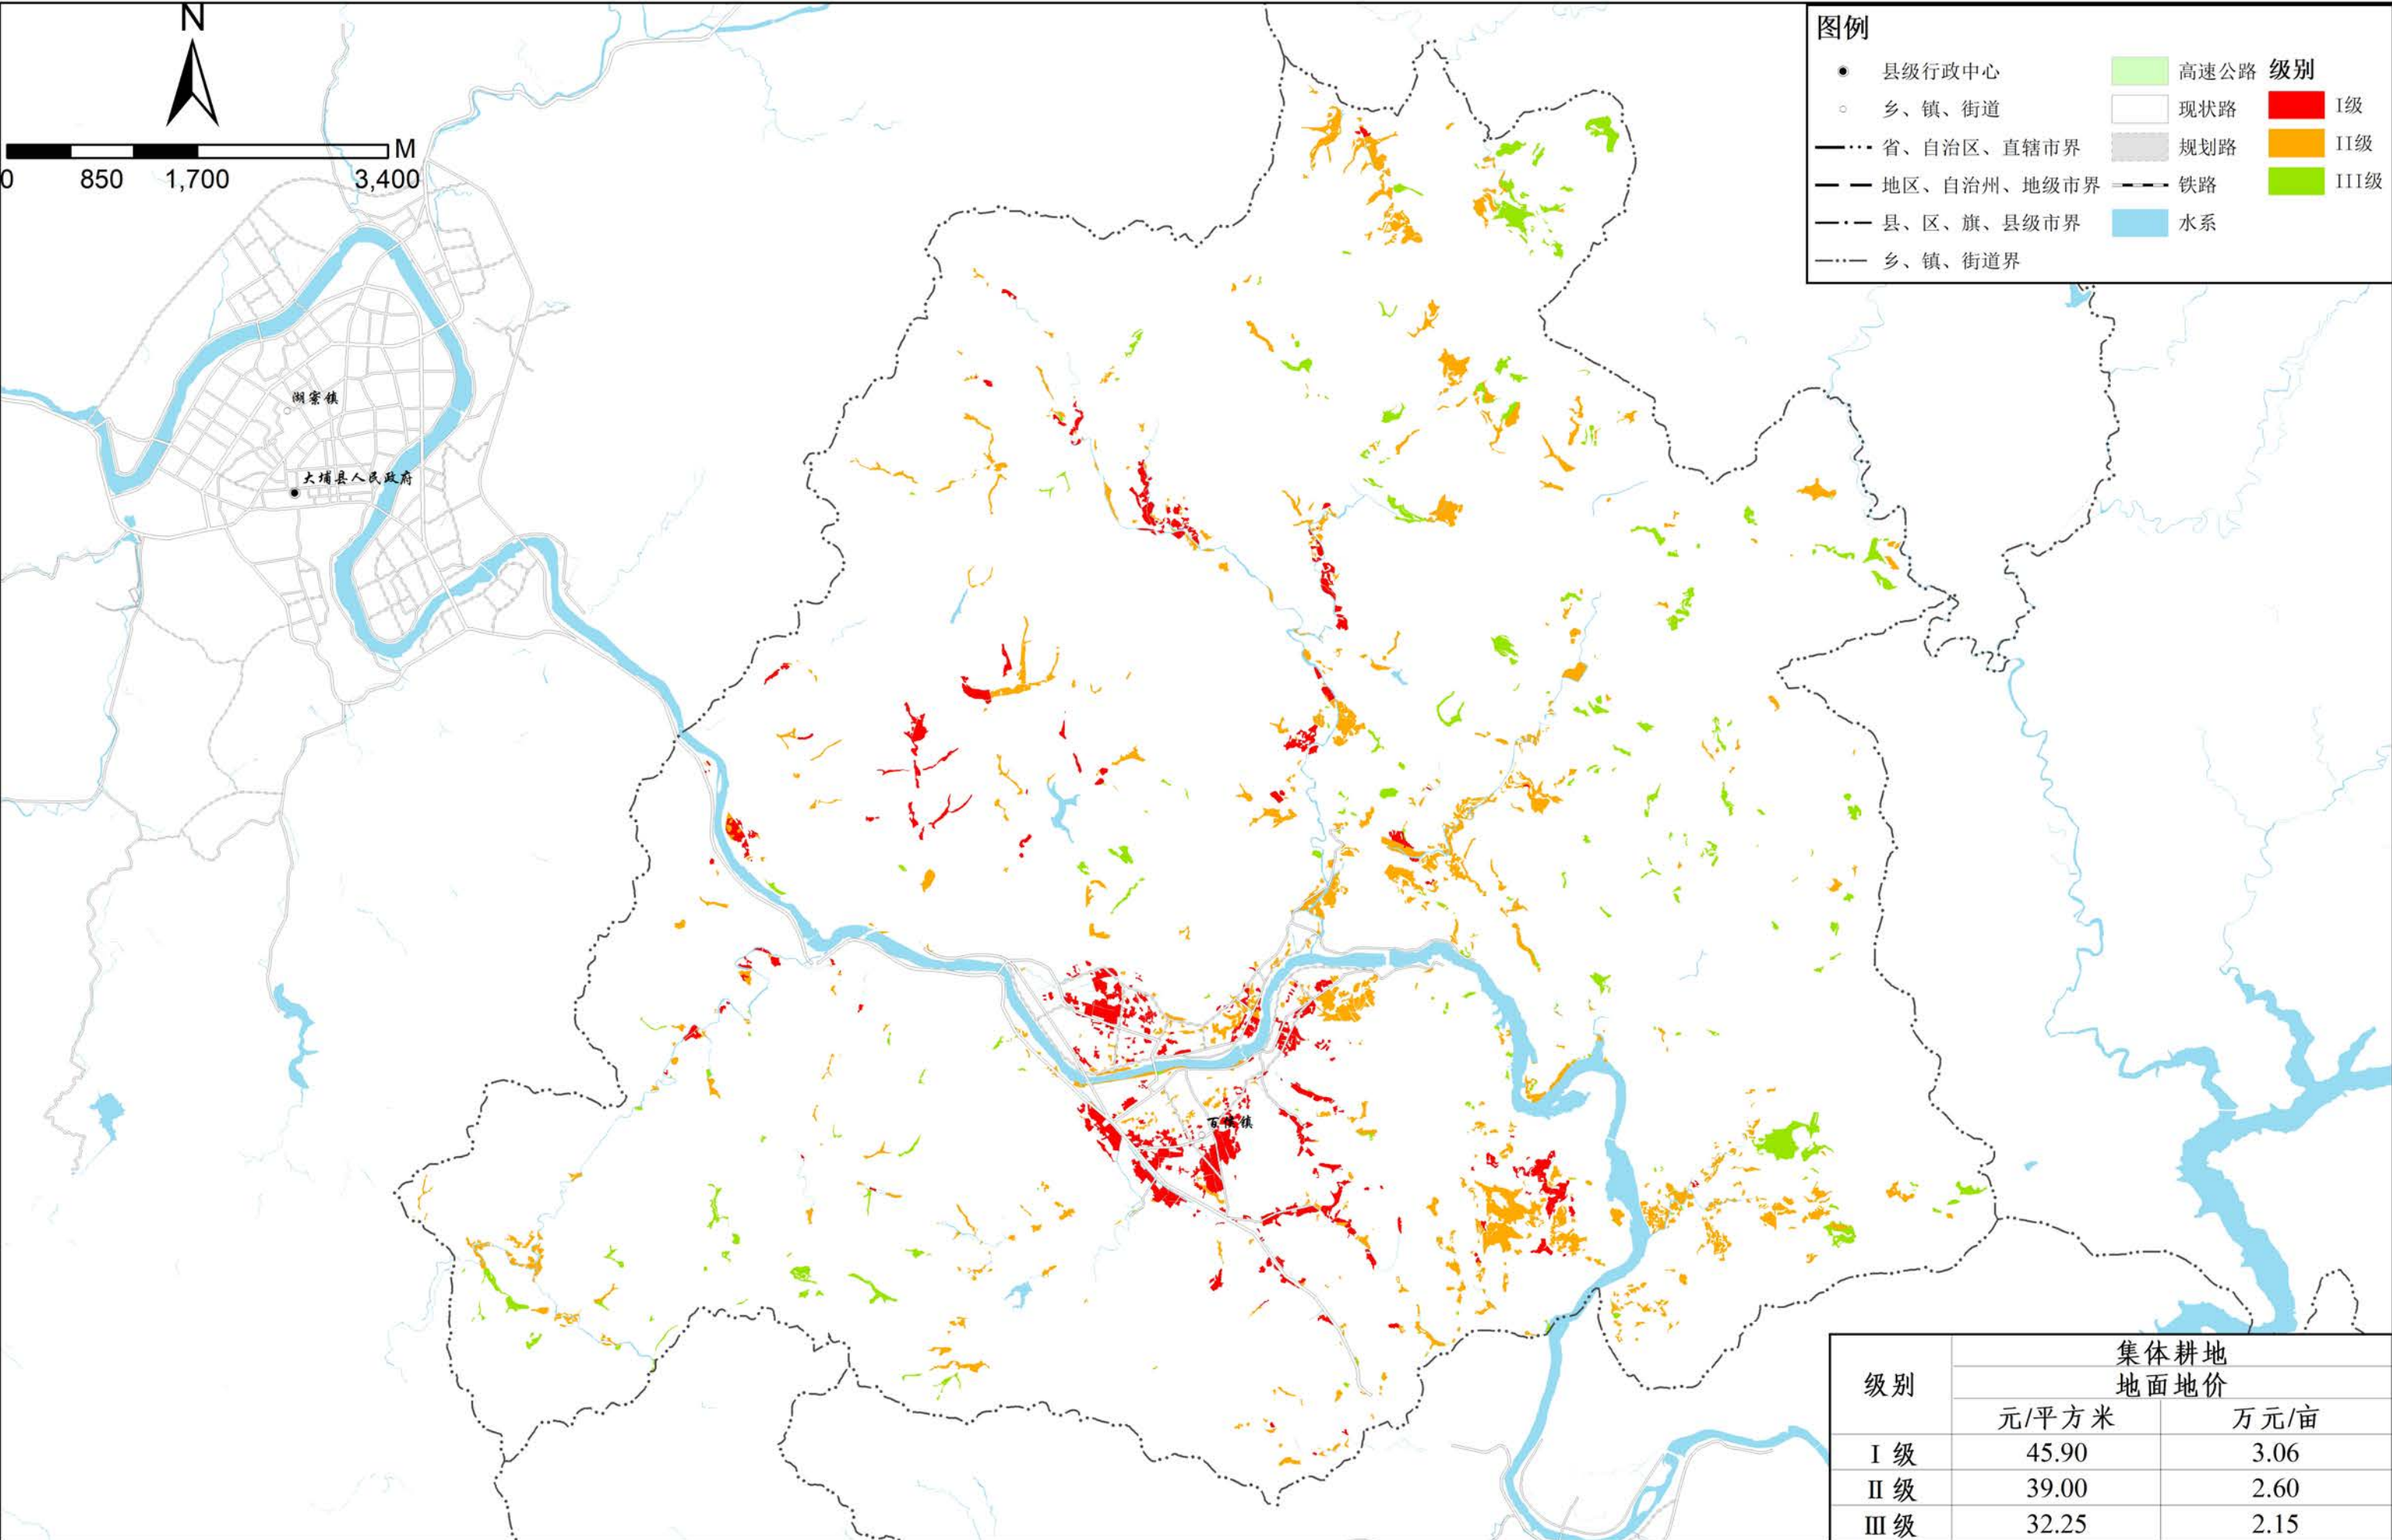 N
M
0 850 1,700 3,400
图例
县级行政中心
乡、镇、街道
省、自治区、直辖市界
地区、自治州、地级市界
县、区、旗、县级市界
乡、镇、街道界
高速公路
现状路
规划路
铁路
水系
级别
I级
II级
III级
湖寮镇
大埔县人民政府
百侯镇
级别 集体耕地
地面地价
元/平方米 万元/亩
Ⅰ级 45.90 3.06
Ⅱ级 39.00 2.60
Ⅲ级 32.25 2.15